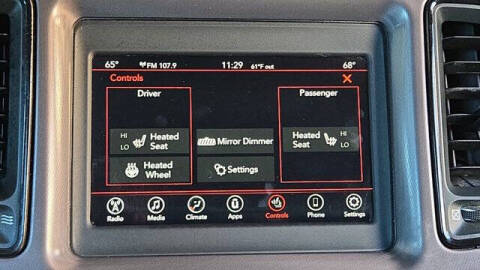 65° FM 107.9 11:29 61°F out 68°
Controls
Driver
Passenger
HI
LO
Heated
Seat
Mirror Dimmer
Heated
Seat
HI
LO
Heated
Wheel
Settings
Radio Media Climate Apps Controls Phone Settings